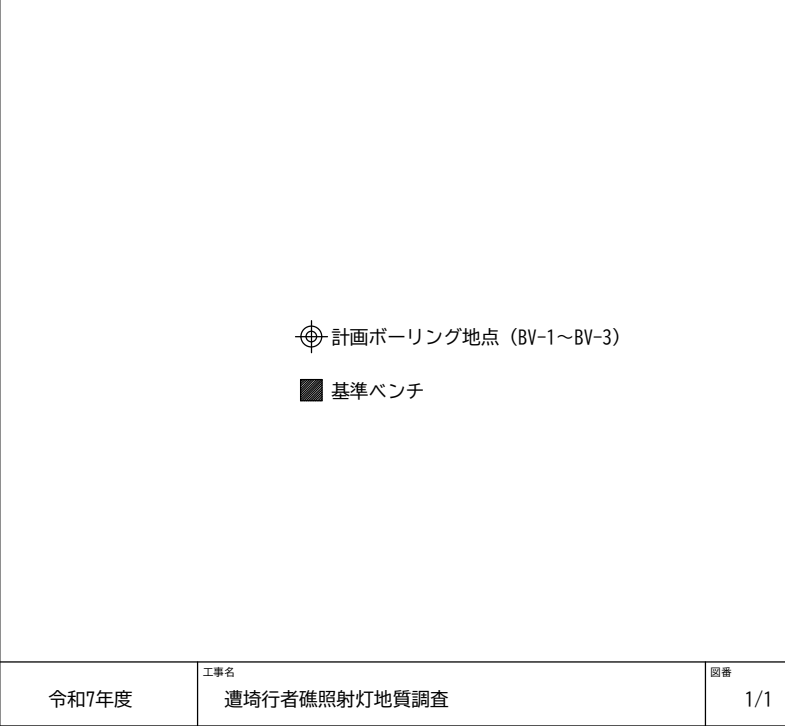 計画ボーリング地点（BV-1～BV-3）
基準ベンチ
令和7年度
工事名
遭埼行者礁照射灯地質調査
図番
1/1